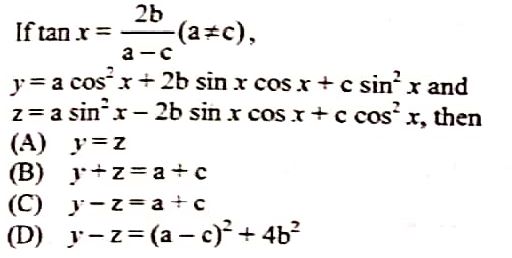 If tan x = 2b/(a − c) (a ≠ c),
y = a cos² x + 2b sin x cos x + c sin² x and
z = a sin² x − 2b sin x cos x + c cos² x, then
(A) y = z
(B) y + z = a + c
(C) y − z = a + c
(D) y − z = (a − c)² + 4b²